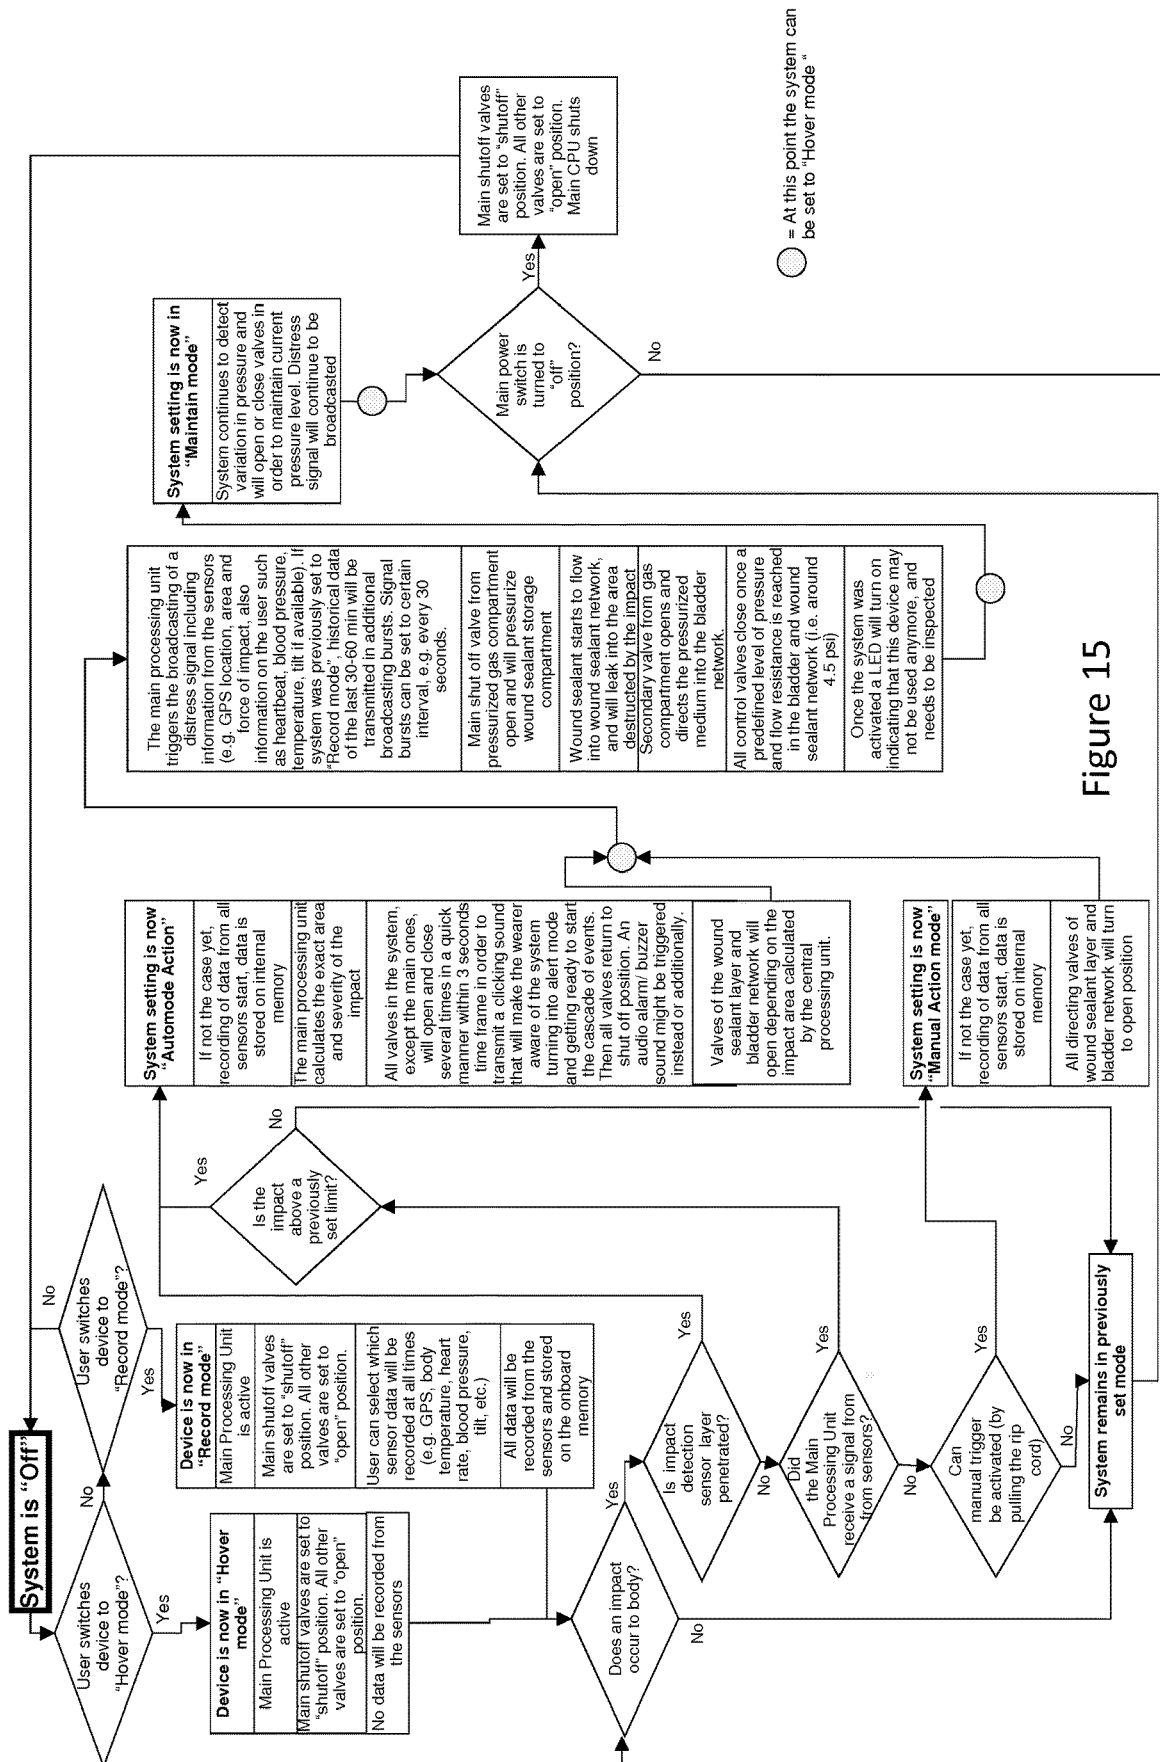 System is "Off"
User switches
device to
"Hover mode"?
No
Yes
User switches
device to
"Record mode"?
No
Yes
Device is now in "Hover
mode"
Main Processing Unit is
active
Main shutoff valves are set to
"shutoff" position. All other
valves are set to "open"
position.
No data will be recorded from
the sensors
Device is now in
"Record mode"
Main Processing Unit
is active
Main shutoff valves
are set to "shutoff"
position. All other
valves are set to
"open" position.
User can select which
sensor data will be
recorded at all times
(e.g. GPS, body
temperature, heart
rate, blood pressure,
tilt, etc.)
All data will be
recorded from the
sensors and stored
on the onboard
memory
Does an impact
occur to body?
Yes
No
Is impact
detection
sensor layer
penetrated?
Yes
No
Did
the Main
Processing Unit
receive a signal from
from sensors?
Yes
No
Can
manual trigger
be activated (by
pulling the rip
cord)
Yes
No
System remains in previously
set mode
Is the
impact
above a
previously
set limit?
Yes
No
System setting is now
"Automode Action"
If not the case yet,
recording of data from all
sensors start, data is
stored on internal
memory
The main processing unit
calculates the exact area
and severity of the
impact
All valves in the system,
except the main ones,
will open and close
several times in a quick
manner within 3 seconds
time frame in order to
transmit a clicking sound
that will make the wearer
aware of the system
turning into alert mode
and getting ready to start
the cascade of events.
Then all valves return to
shut off position. An
audio alarm/ buzzer
sound might be triggered
instead or additionally.
Valves of the wound
sealant layer and
bladder network will
open depending on the
impact area calculated
by the central
processing unit.
System setting is now
"Manual Action mode"
If not the case yet,
recording of data from all
sensors start, data is
stored on internal
memory
All directing valves of
wound sealant layer and
bladder network will turn
to open position
The main processing unit
triggers the broadcasting of a
distress signal including
information from the sensors
(e.g. GPS location, area and
force of impact, also
information on the user such
as heartbeat, blood pressure,
temperature, tilt if available). If
system was previously set to
"Record mode" historical data
of the last 30-60 min will be
transmitted in additional
broadcasting bursts. Signal
bursts can be set to certain
interval, e.g. every 30
seconds.
Main shut off valve from
pressurized gas compartment
open and will pressurize
wound sealant storage
compartment
Wound sealant starts to flow
into wound sealant network,
and will leak into the area
destructed by the impact
Secondary valve from gas
compartment opens and
directs the pressurized
medium into the bladder
network.
All control valves close once a
predefined level of pressure
and flow resistance is reached
in the bladder and wound
sealant network (i.e. around
4.5 psi)
Once the system was
activated a LED will turn on
indicating that this device may
not be used anymore, and
needs to be inspected
System setting is now in
"Maintain mode"
System continues to detect
variation in pressure and
will open or close valves in
order to maintain current
pressure level. Distress
signal will continue to be
broadcasted
Main power
switch is
turned to
"off"
position?
Yes
No
Main shutoff valves
are set to "shutoff"
position. All other
valves are set to
"open" position.
Main CPU shuts
down
= At this point the system can
be set to "Hover mode "
Figure 15